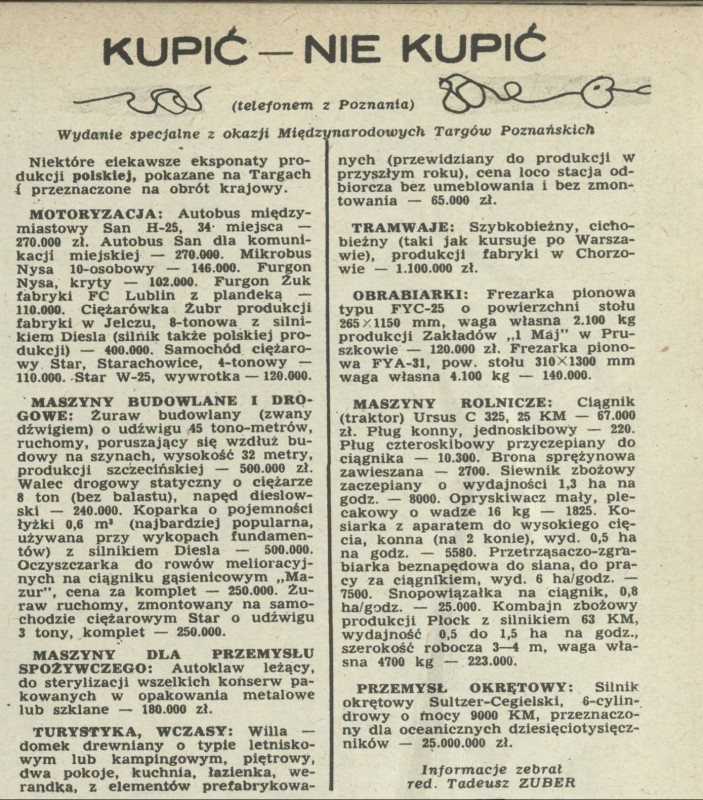 KUPIĆ — NIE KUPIĆ
(telefonem z Poznania)
Wydanie specjalne z okazji Międzynarodowych Targów Poznańskich
Niektóre ciekawsze eksponaty pro-
dukcji polskiej, pokazane na Targach
i przeznaczone na obrót krajowy.
MOTORYZACJA: Autobus między-
miastowy San H-25, 34 miejsca —
270.000 zł. Autobus San dla komuni-
kacji miejskiej — 270.000. Mikrobus
Nysa 10-osobowy — 146.000. Furgon
Nysa, kryty — 102.000. Furgon Żuk
fabryki FC Lublin z plandeką —
110.000. Ciężarówka Żubr produkcji
fabryki w Jelczu, 8-tonowa z silni-
kiem Diesla (silnik także polskiej pro-
dukcji) — 400.000. Samochód ciężaro-
wy Star, Starachowice, 4-tonowy —
110.000. Star W-25, wywrotka — 120.000.
MASZYNY BUDOWLANE I DRO-
GOWE: Żuraw budowlany (zwany
dźwigiem) o udźwigu 45 tono-metrów,
ruchomy, poruszający się wzdłuż bu-
dowy na szynach, wysokość 32 metry,
produkcji szczecińskiej — 500.000 zł.
Walec drogowy statyczny o ciężarze
8 ton (bez balastu), napęd dieslow-
ski — 240.000. Koparka o pojemności
łyżki 0,6 m³ (najbardziej popularna,
używana przy wykopach fundamen-
tów) z silnikiem Diesla — 500.000.
Oczyszczarka do rowów melioracyj-
nych na ciągniku gąsienicowym „Ma-
zur”, cena za komplet — 250.000. Żu-
raw ruchomy, zmontowany na samo-
chodzie ciężarowym Star o udźwigu
3 tony, komplet — 250.000.
MASZYNY DLA PRZEMYSŁU
SPOŻYWCZEGO: Autoklaw leżący,
do sterylizacji wszelkich konserw pa-
kowanych w opakowania metalowe
lub szklane — 180.000 zł.
TURYSTYKA, WCZASY: Willa —
domek drewniany o typie letnisko-
wym lub kampingowym, piętrowy,
dwa pokoje, kuchnia, łazienka, we-
randka, z elementów prefabrykowa-
nych (przewidziany do produkcji w
przyszłym roku), cena loco stacja od-
biorcza bez umeblowania i bez zmon-
towania — 65.000 zł.
TRAMWAJE: Szybkobieżny, cicho-
bieżny (taki jak kursuje po Warsza-
wie), produkcji fabryki w Chorzo-
wie — 1.100.000 zł.
OBRABIARKI: Frezarka pionowa
typu FYC-25 o powierzchni stołu
265×1150 mm, waga własna 2.100 kg
produkcji Zakładów „1 Maj” w Pru-
szkowie — 120.000 zł. Frezarka piono-
wa FYA-31, pow. stołu 310×1300 mm
waga własna 4.100 kg — 140.000.
MASZYNY ROLNICZE: Ciągnik
(traktor) Ursus C 325, 25 KM — 67.000
zł. Pług konny, jednoskibowy — 220.
Pług czteroskibowy przyczepiany do
ciągnika — 10.300. Brona sprężynowa
zawieszana — 2700. Siewnik zbożowy
zaczepiany o wydajności 1,3 ha na
godz. — 8000. Opryskiwacz mały, ple-
cakowy o wadze 16 kg — 1825. Ko-
siarka z aparatem do wysokiego cię-
cia, konna (na 2 konie), wyd. 0,5 ha
na godz. — 5580. Przetrząsaczo-zgra-
biarka beznapędowa do siana, do pra-
cy za ciągnikiem, wyd. 6 ha/godz. —
7500. Snopowiązałka na ciągnik, 0,8
ha/godz. — 25.000. Kombajn zbożowy
produkcji Płock z silnikiem 63 KM,
wydajność 0,5 do 1,5 ha na godz.,
szerokość robocza 3—4 m, waga wła-
sna 4700 kg — 223.000.
PRZEMYSŁ OKRĘTOWY: Silnik
okrętowy Sultzer-Cegielski, 6-cylin-
drowy o mocy 9000 KM, przeznaczo-
ny dla oceanicznych dziesięciotysięcz-
ników — 25.000.000 zł.
Informacje zebrał
red. Tadeusz ZUBER